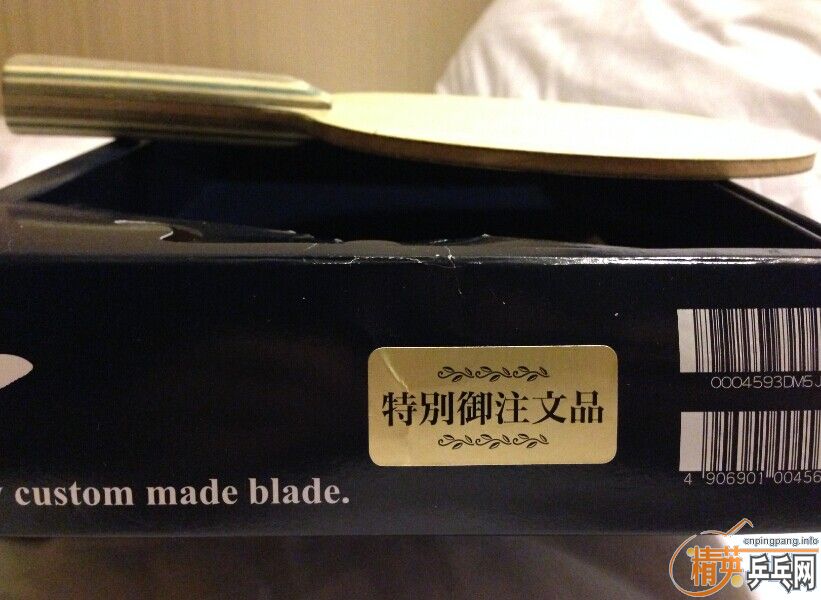 特別御注文品
0004593DM5J
4 906901 00456
custom made blade.
cnpingpang.info
精英乒乓网